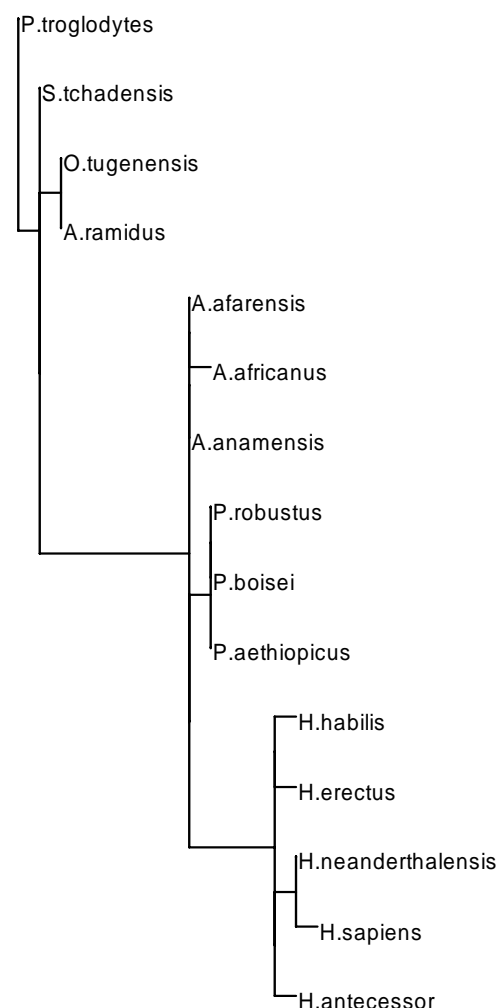 P.troglodytes
S.tchadensis
O.tugenensis
A.ramidus
A.afarensis
A.africanus
A.anamensis
P.robustus
P.boisei
P.aethiopicus
H.habilis
H.erectus
H.neanderthalensis
H.sapiens
H.antecessor